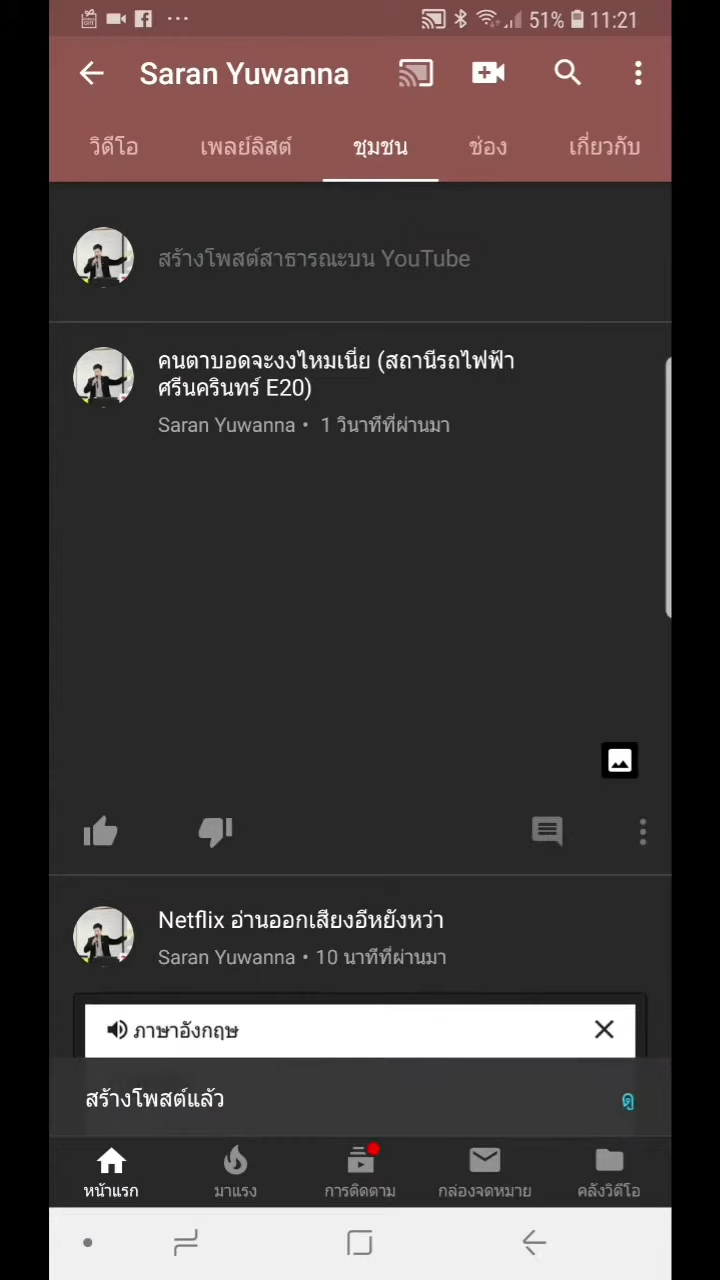 51% 11:21
Saran Yuwanna
วิดีโอ เพลย์ลิสต์ ชุมชน ช่อง เกี่ยวกับ
สร้างโพสต์สาธารณะบน YouTube
คนตาบอดจะงงไหมเนี่ย (สถานีรถไฟฟ้า
ศรีนครินทร์ E20)
Saran Yuwanna • 1 วินาทีที่ผ่านมา
Netflix อ่านออกเสียงอีหยังหว่า
Saran Yuwanna • 10 นาทีที่ผ่านมา
ภาษาอังกฤษ
สร้างโพสต์แล้ว ดู
หน้าแรก มาแรง การติดตาม กล่องจดหมาย คลังวิดีโอ